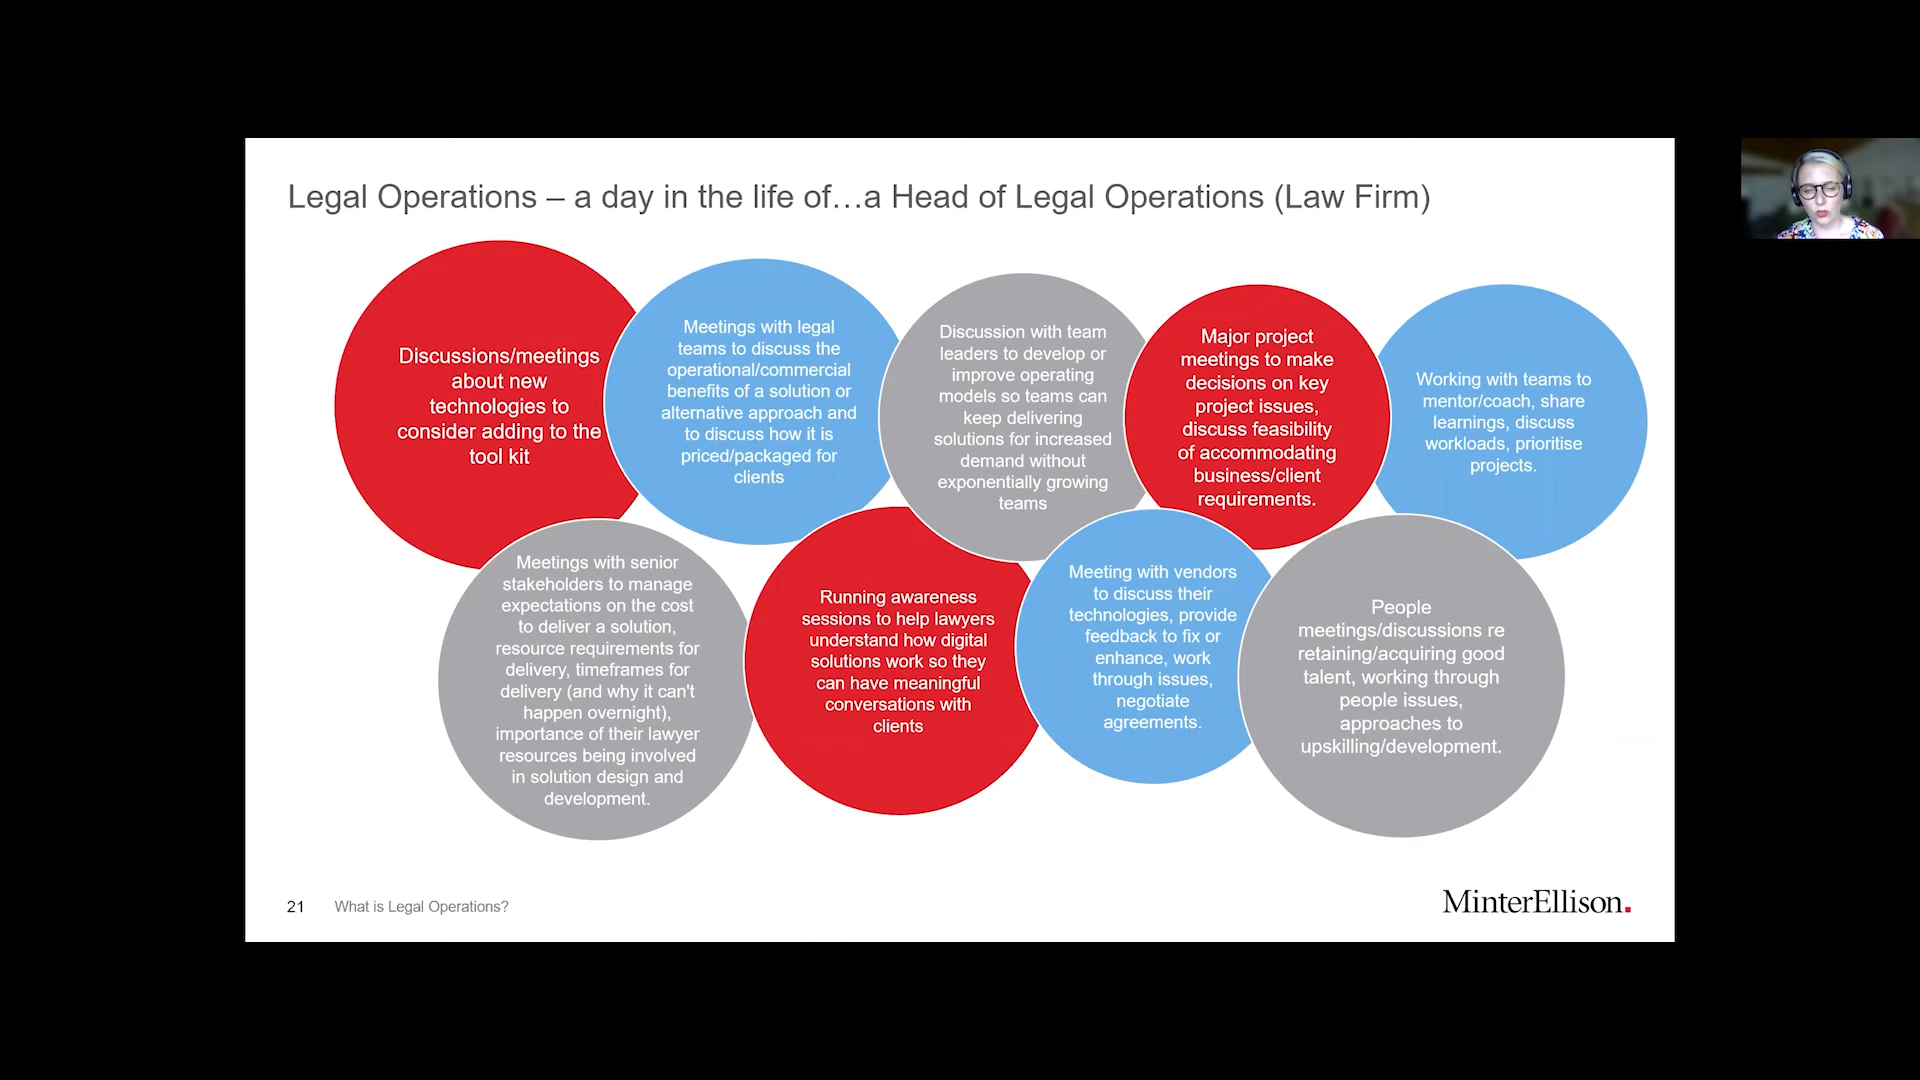 Legal Operations – a day in the life of…a Head of Legal Operations (Law Firm)
Discussions/meetings
about new
technologies to
consider adding to the
tool kit
Meetings with legal
teams to discuss the
operational/commercial
benefits of a solution or
alternative approach and
to discuss how it is
priced/packaged for
clients
Discussion with team
leaders to develop or
improve operating
models so teams can
keep delivering
solutions for increased
demand without
exponentially growing
teams
Major project
meetings to make
decisions on key
project issues,
discuss feasibility
of accommodating
business/client
requirements.
Working with teams to
mentor/coach, share
learnings, discuss
workloads, prioritise
projects.
Meetings with senior
stakeholders to manage
expectations on the cost
to deliver a solution,
resource requirements for
delivery, timeframes for
delivery (and why it can't
happen overnight),
importance of their lawyer
resources being involved
in solution design and
development.
Running awareness
sessions to help lawyers
understand how digital
solutions work so they
can have meaningful
conversations with
clients
Meeting with vendors
to discuss their
technologies, provide
feedback to fix or
enhance, work
through issues,
negotiate
agreements.
People
meetings/discussions re
retaining/acquiring good
talent, working through
people issues,
approaches to
upskilling/development.
21 What is Legal Operations?
MinterEllison.